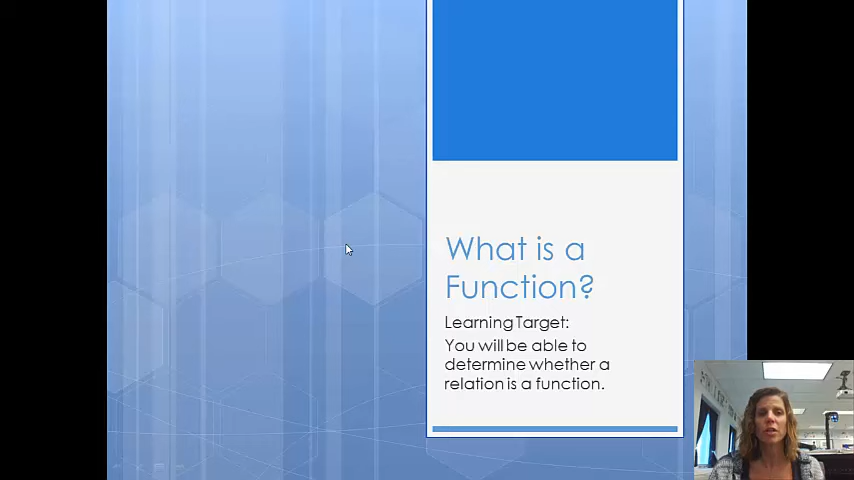 What is a
Function?
Learning Target:
You will be able to
determine whether a
relation is a function.